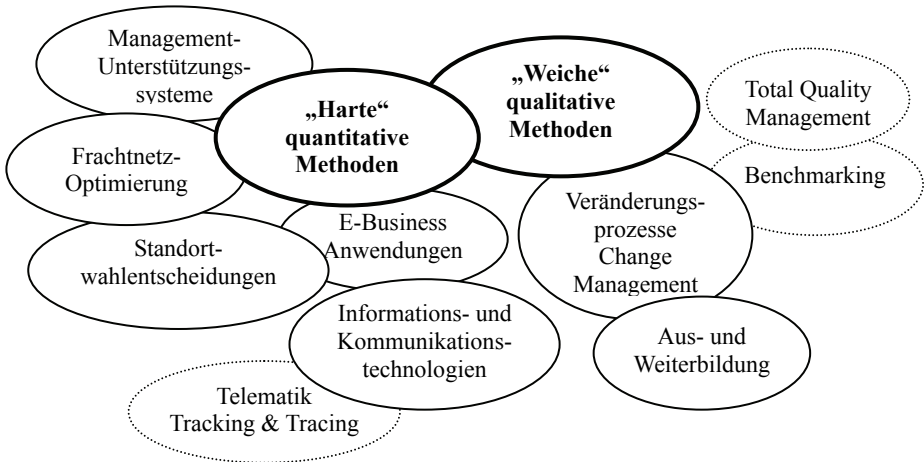 Management-
Unterstützungs-
systeme
„Harte“
quantitative
Methoden
„Weiche“
qualitative
Methoden
Total Quality
Management
Frachtnetz-
Optimierung
Benchmarking
Veränderungs-
prozesse
Change
Management
E-Business
Anwendungen
Standort-
wahlentscheidungen
Informations- und
Kommunikations-
technologien
Aus- und
Weiterbildung
Telematik
Tracking & Tracing